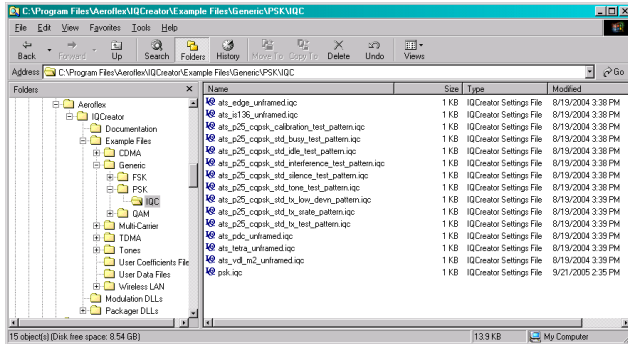 C:\Program Files\Aeroflex\IQCreator\Example Files\Generic\PSK\IQC
File Edit View Favorites Tools Help
Back Forward Up Search Folders History Move To Copy To Delete Undo Views
Address C:\Program Files\Aeroflex\IQCreator\Example Files\Generic\PSK\IQC Go
Folders
Aeroflex
IQCreator
Documentation
Example Files
CDMA
Generic
FSK
PSK
IQC
QAM
Multi-Carrier
TDMA
Tones
User Coefficients File
User Data Files
Wireless LAN
Modulation DLLs
Packager DLLs
Name Size Type Modified
ats_edge_unframed.iqc 1 KB IQCreator Settings File 8/19/2004 3:38 PM
ats_is136_unframed.iqc 1 KB IQCreator Settings File 8/19/2004 3:38 PM
ats_p25_cqpsk_calibration_test_pattern.iqc 1 KB IQCreator Settings File 8/19/2004 3:38 PM
ats_p25_cqpsk_std_busy_test_pattern.iqc 1 KB IQCreator Settings File 8/19/2004 3:38 PM
ats_p25_cqpsk_std_idle_test_pattern.iqc 1 KB IQCreator Settings File 8/19/2004 3:38 PM
ats_p25_cqpsk_std_interference_test_pattern.iqc 1 KB IQCreator Settings File 8/19/2004 3:38 PM
ats_p25_cqpsk_std_silence_test_pattern.iqc 1 KB IQCreator Settings File 8/19/2004 3:38 PM
ats_p25_cqpsk_std_tone_test_pattern.iqc 1 KB IQCreator Settings File 8/19/2004 3:38 PM
ats_p25_cqpsk_std_tx_low_devn_pattern.iqc 1 KB IQCreator Settings File 8/19/2004 3:39 PM
ats_p25_cqpsk_std_tx_srate_pattern.iqc 1 KB IQCreator Settings File 8/19/2004 3:39 PM
ats_p25_cqpsk_std_tx_test_pattern.iqc 1 KB IQCreator Settings File 8/19/2004 3:39 PM
ats_pdc_unframed.iqc 1 KB IQCreator Settings File 8/19/2004 3:39 PM
ats_tetra_unframed.iqc 1 KB IQCreator Settings File 8/19/2004 3:39 PM
ats_vdl_m2_unframed.iqc 1 KB IQCreator Settings File 8/19/2004 3:39 PM
psk.iqc 1 KB IQCreator Settings File 9/21/2005 2:35 PM
15 object(s) (Disk free space: 8.54 GB) 13.9 KB My Computer